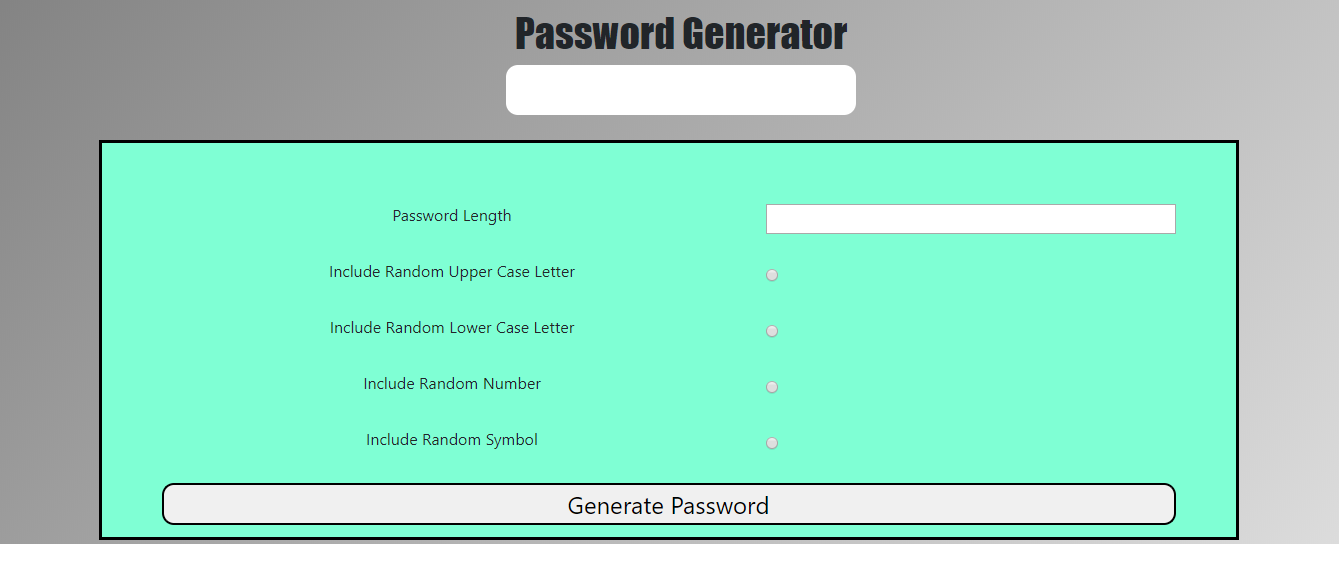 Password Generator
Password Length
Include Random Upper Case Letter
Include Random Lower Case Letter
Include Random Number
Include Random Symbol
Generate Password